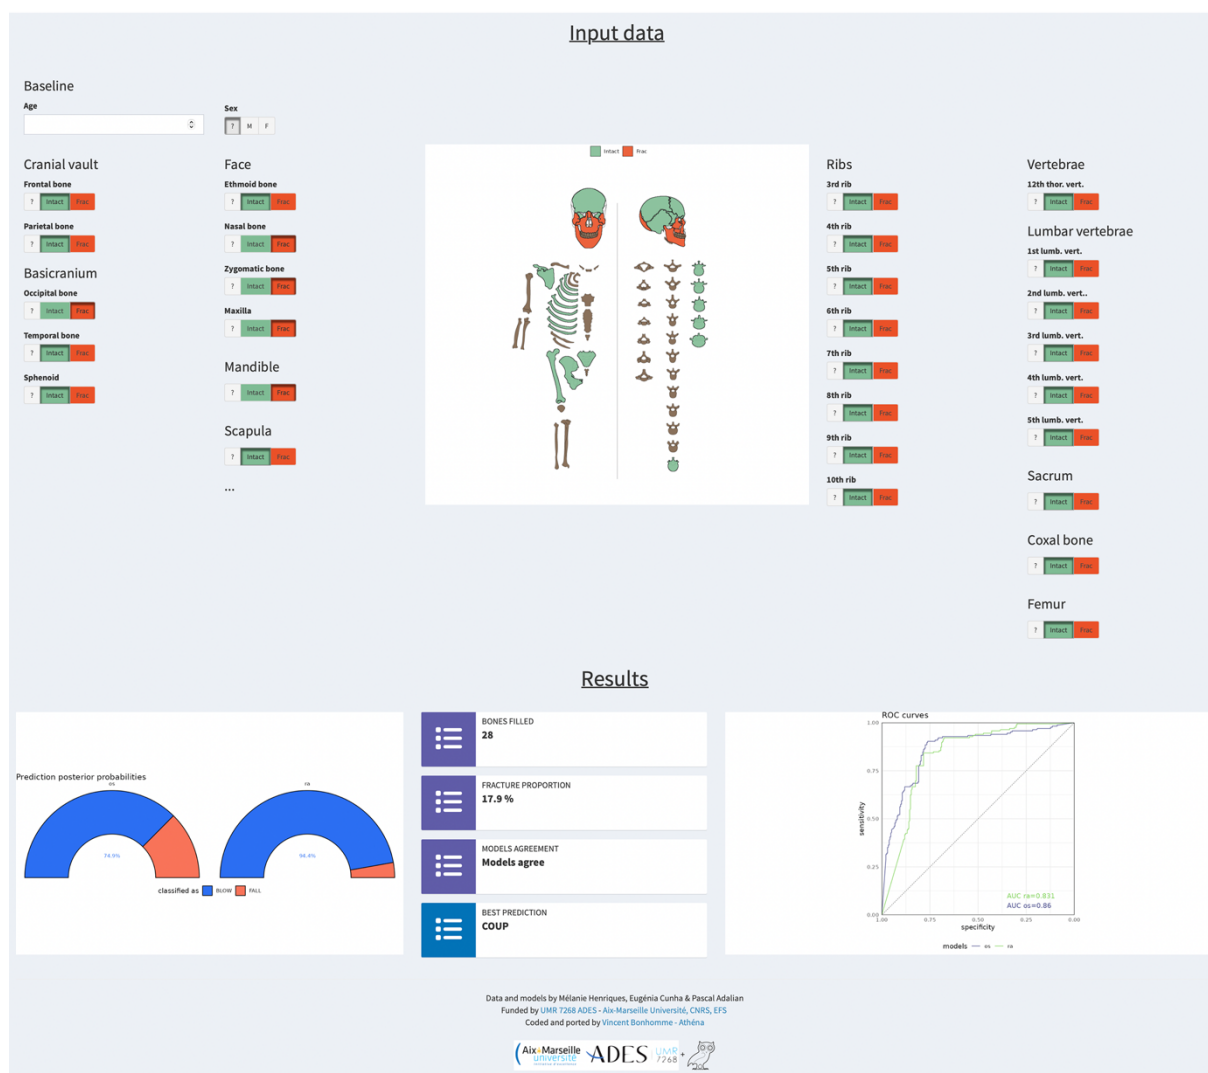 Input data
Baseline
Age
Sex
? M F
Cranial vault
Frontal bone
? Intact Frac
Parietal bone
? Intact Frac
Basicranium
Occipital bone
? Intact Frac
Temporal bone
? Intact Frac
Sphenoid
? Intact Frac
Face
Ethmoid bone
? Intact Frac
Nasal bone
? Intact Frac
Zygomatic bone
? Intact Frac
Maxilla
? Intact Frac
Mandible
? Intact Frac
Scapula
? Intact Frac
...
Intact Frac
Ribs
3rd rib
? Intact Frac
4th rib
? Intact Frac
5th rib
? Intact Frac
6th rib
? Intact Frac
7th rib
? Intact Frac
8th rib
? Intact Frac
9th rib
? Intact Frac
10th rib
? Intact Frac
Vertebrae
12th thor. vert.
? Intact Frac
Lumbar vertebrae
1st lumb. vert.
? Intact Frac
2nd lumb. vert..
? Intact Frac
3rd lumb. vert.
? Intact Frac
4th lumb. vert.
? Intact Frac
5th lumb. vert.
? Intact Frac
Sacrum
? Intact Frac
Coxal bone
? Intact Frac
Femur
? Intact Frac
Results
Prediction posterior probabilities
os ra
74.9% 94.4%
classified as BLOW FALL
BONES FILLED
28
FRACTURE PROPORTION
17.9 %
MODELS AGREEMENT
Models agree
BEST PREDICTION
COUP
ROC curves
1.00
0.75
0.50
0.25
0.00
sensitivity
AUC ra=0.831
AUC os=0.86
1.00 0.75 0.50 0.25 0.00
specificity
models os ra
Data and models by Mélanie Henriques, Eugénia Cunha & Pascal Adalian
Funded by UMR 7268 ADES - Aix-Marseille Université, CNRS, EFS
Coded and ported by Vincent Bonhomme - Athéna
Aix*Marseille
université
ADES
UMR
7268
+